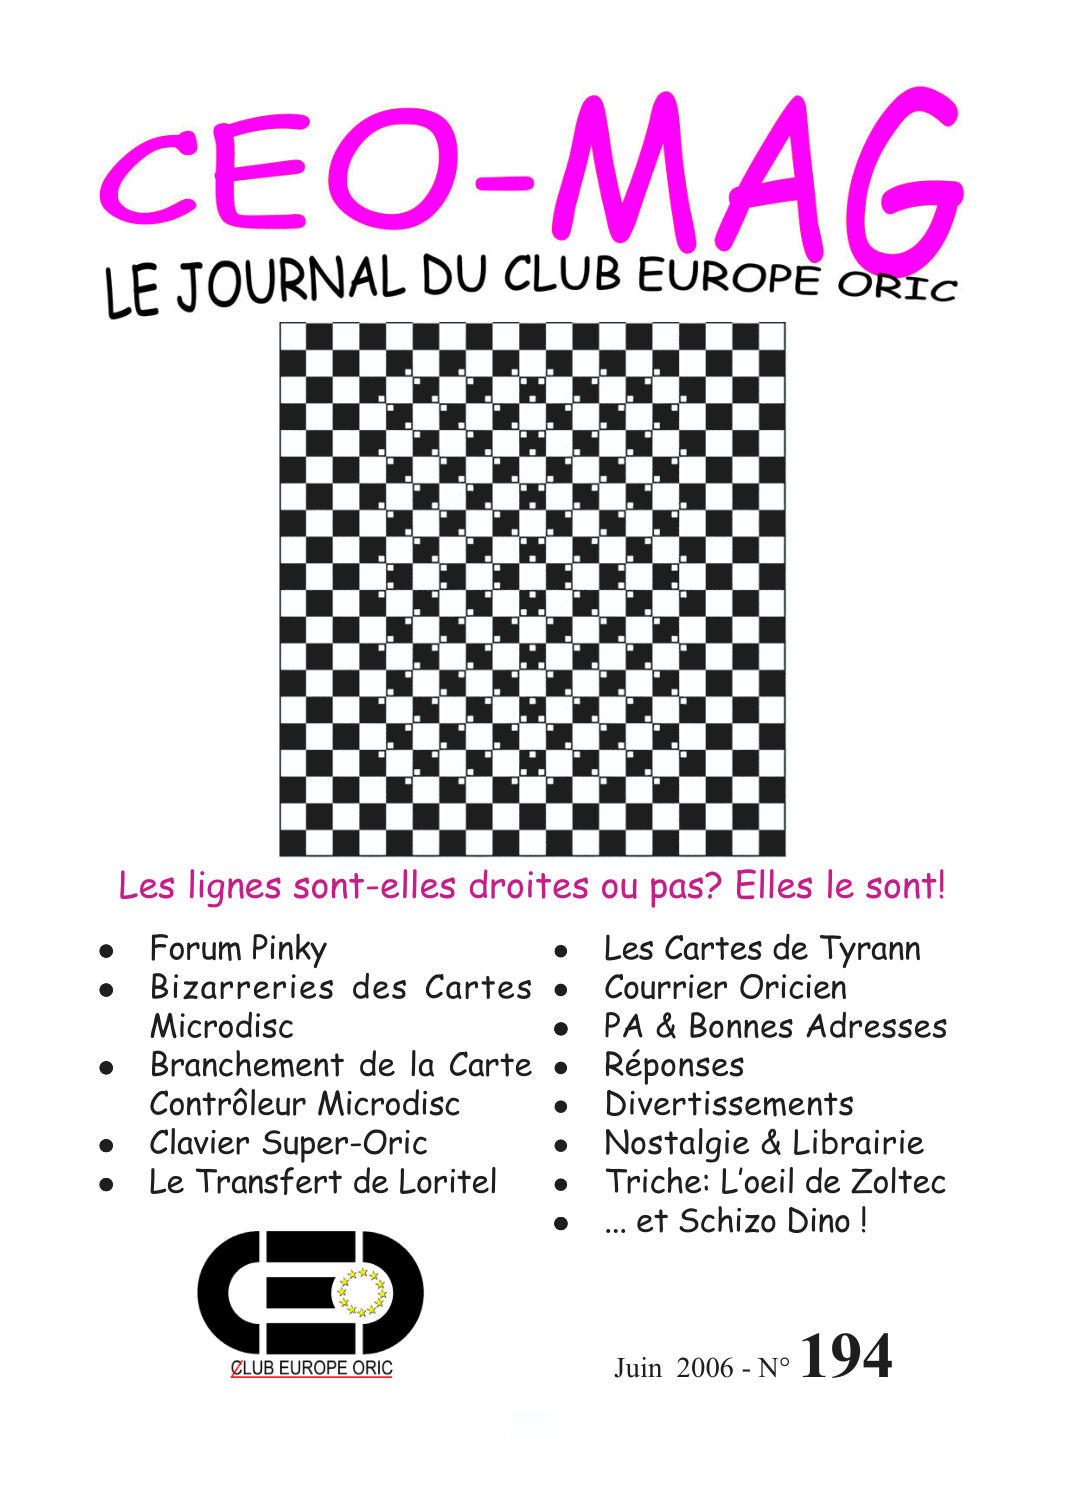 CEO-MAG
LE JOURNAL DU CLUB EUROPE ORIC
Les lignes sont-elles droites ou pas? Elles le sont!
● Forum Pinky
● Bizarreries des Cartes
Microdisc
● Branchement de la Carte
Contrôleur Microdisc
● Clavier Super-Oric
● Le Transfert de Loritel
● Les Cartes de Tyrann
● Courrier Oricien
● PA & Bonnes Adresses
● Réponses
● Divertissements
● Nostalgie & Librairie
● Triche: L'oeil de Zoltec
● ... et Schizo Dino !
CEO
CLUB EUROPE ORIC
Juin 2006 - N° 194